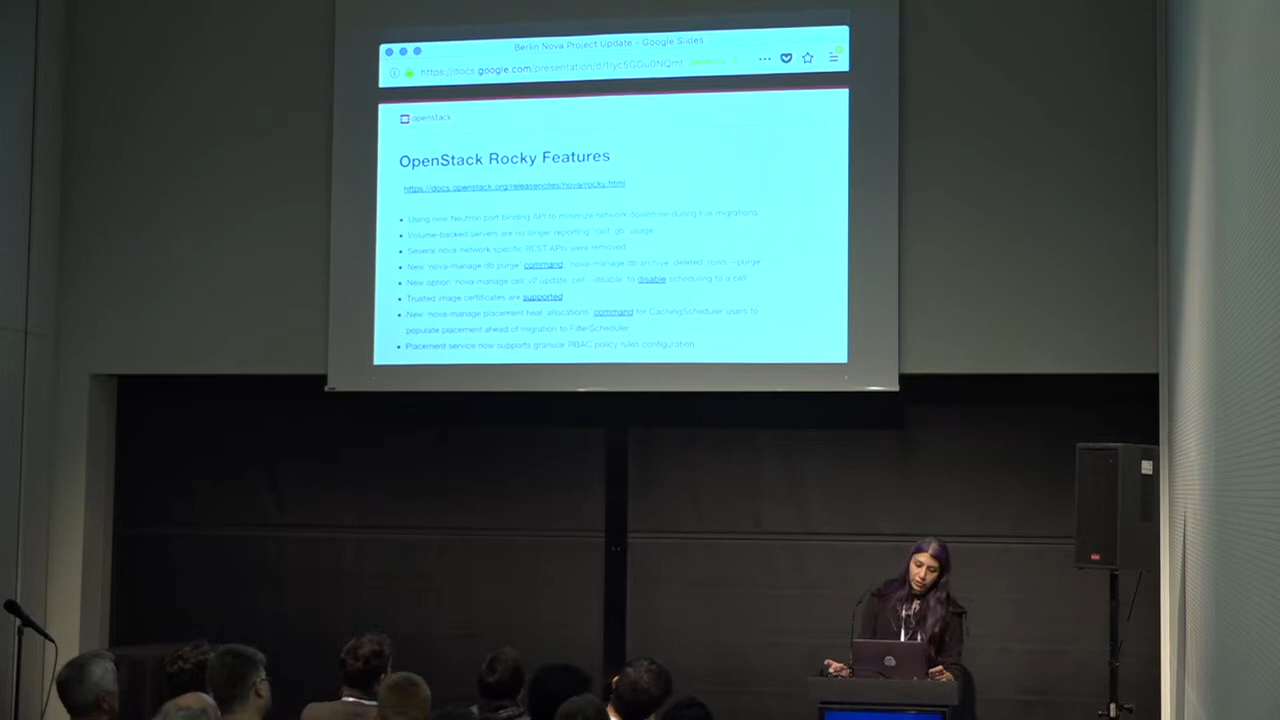 Berlin Nova Project Update - Google Slides
https://docs.google.com/presentation/d/
openstack
OpenStack Rocky Features
https://docs.openstack.org/releasenotes/nova/rocky.html
• Using new Neutron port binding API to minimize network downtime during live migrations
• Volume-backed servers are no longer reporting `root_gb` usage
• Several nova-network specific REST APIs were removed
• New `nova-manage db purge` command, `nova-manage db archive_deleted_rows --purge`
• New option `nova-manage cell_v2 update_cell --disable` to disable scheduling to a cell
• Trusted image certificates are supported
• New `nova-manage placement heal_allocations` command for CachingScheduler users to
populate placement ahead of migration to FilterScheduler
• Placement service now supports granular RBAC policy rules configuration